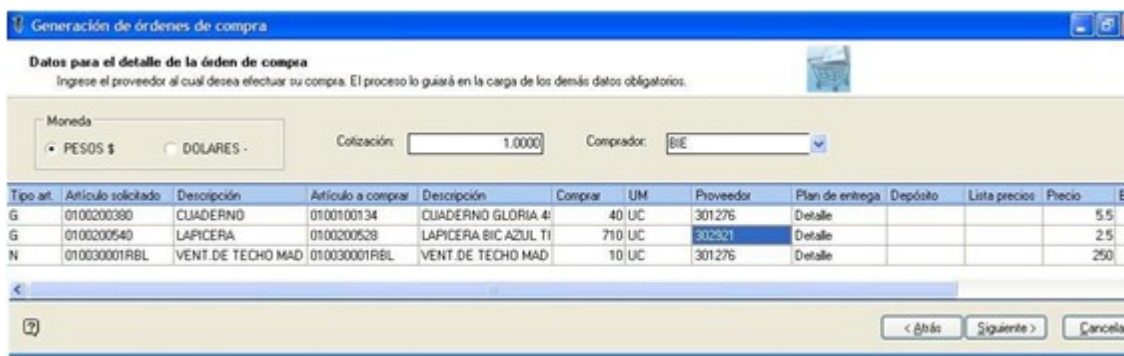 Generación de órdenes de compra
Datos para el detalle de la órden de compra
Ingrese el proveedor al cual desea efectuar su compra. El proceso lo guiará en la carga de los demás datos obligatorios.
Moneda
PESOS $ DOLARES - Cotización: 1.0000 Comprador: BIE
Tipo art. Artículo solicitado Descripción Artículo a comprar Descripción Comprar UM Proveedor Plan de entrega Depósito Lista precios Precio
G 0100200380 CUADERNO 0100100134 CUADERNO GLORIA 40 UC 301276 Detalle 5.5
G 0100200540 LAPICERA 0100200528 LAPICERA BIC AZUL TI 710 UC 302921 Detalle 2.5
N 010030001RBL VENT.DE TECHO MAD 010030001RBL VENT.DE TECHO MAD 10 UC 301276 Detalle 250
< Atrás Siguiente > Cancela